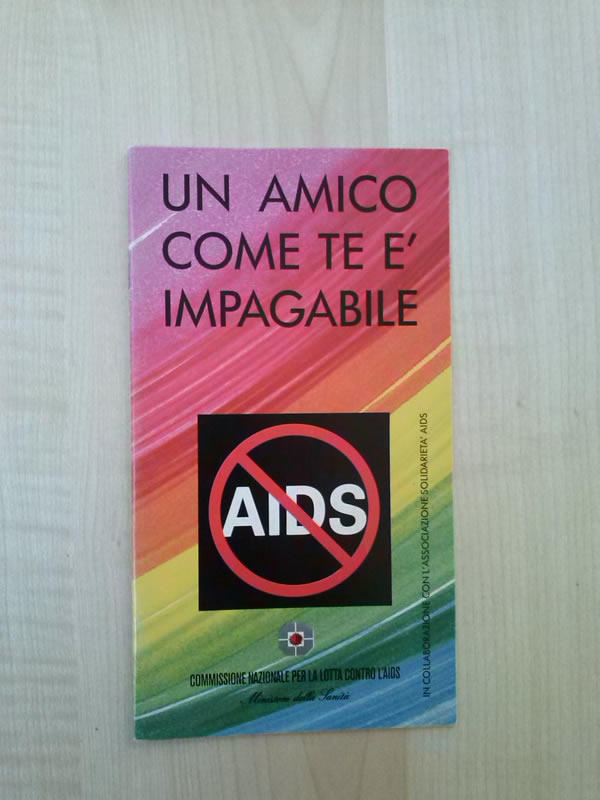 UN AMICO
COME TE E'
IMPAGABILE
AIDS
COMMISSIONE NAZIONALE PER LA LOTTA CONTRO L'AIDS
Ministero della Sanità
IN COLLABORAZIONE CON L'ASSOCIAZIONE SOLIDARIETA' AIDS